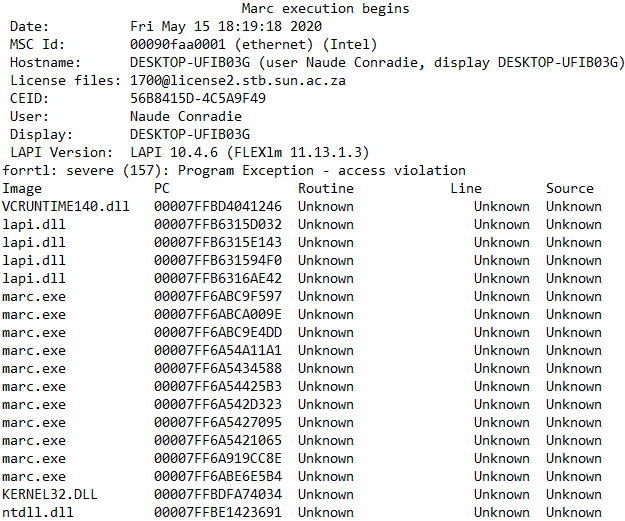 Marc execution begins
Date: Fri May 15 18:19:18 2020
MSC Id: 00090faa0001 (ethernet) (Intel)
Hostname: DESKTOP-UFIB03G (user Naude Conradie, display DESKTOP-UFIB03G)
License files: 1700@license2.stb.sun.ac.za
CEID: 56B8415D-4C5A9F49
User: Naude Conradie
Display: DESKTOP-UFIB03G
LAPI Version: LAPI 10.4.6 (FLEXlm 11.13.1.3)
forrtl: severe (157): Program Exception - access violation
Image PC Routine Line Source
VCRUNTIME140.dll 00007FFBD4041246 Unknown Unknown Unknown
lapi.dll 00007FFB6315D032 Unknown Unknown Unknown
lapi.dll 00007FFB6315E143 Unknown Unknown Unknown
lapi.dll 00007FFB631594F0 Unknown Unknown Unknown
lapi.dll 00007FFB6316AE42 Unknown Unknown Unknown
marc.exe 00007FF6ABC9F597 Unknown Unknown Unknown
marc.exe 00007FF6ABCA009E Unknown Unknown Unknown
marc.exe 00007FF6ABC9E4DD Unknown Unknown Unknown
marc.exe 00007FF6A54A11A1 Unknown Unknown Unknown
marc.exe 00007FF6A5434588 Unknown Unknown Unknown
marc.exe 00007FF6A54425B3 Unknown Unknown Unknown
marc.exe 00007FF6A542D323 Unknown Unknown Unknown
marc.exe 00007FF6A5427095 Unknown Unknown Unknown
marc.exe 00007FF6A5421065 Unknown Unknown Unknown
marc.exe 00007FF6A919CC8E Unknown Unknown Unknown
marc.exe 00007FF6ABE6E5B4 Unknown Unknown Unknown
KERNEL32.DLL 00007FFBDFA74034 Unknown Unknown Unknown
ntdll.dll 00007FFBE1423691 Unknown Unknown Unknown